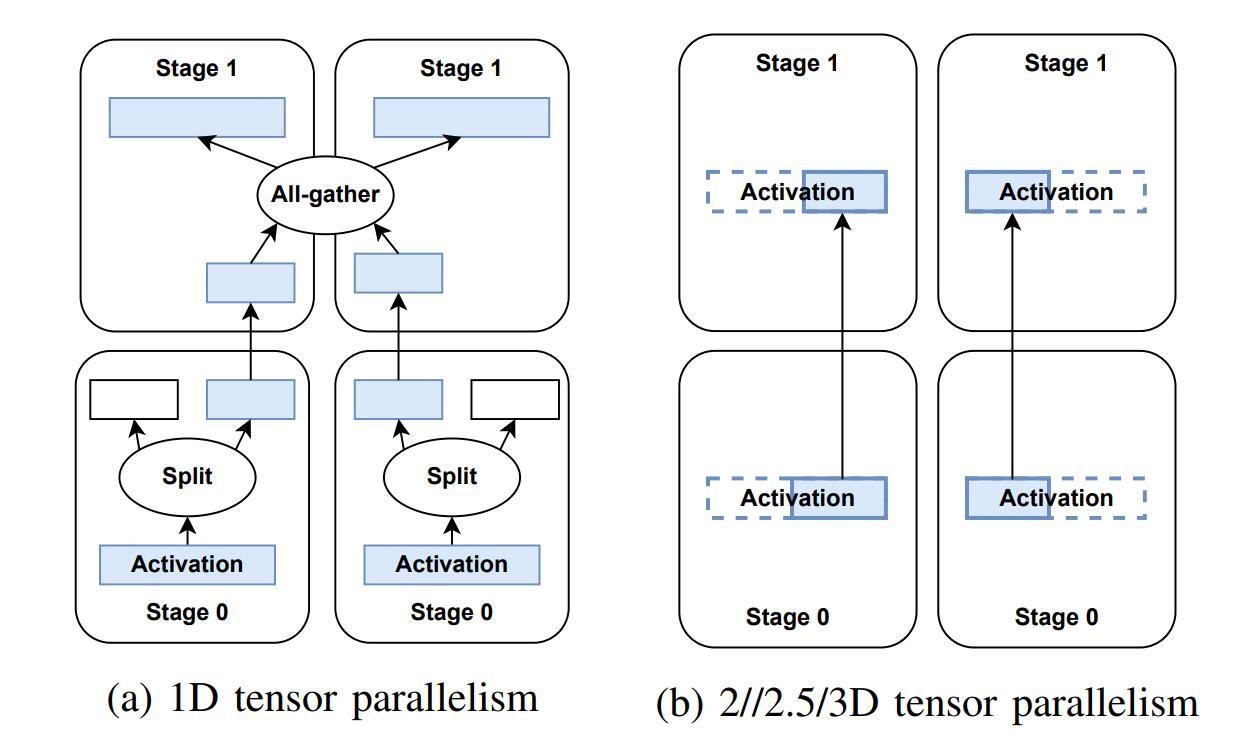 Stage 1
Stage 1
All-gather
Split
Split
Activation
Activation
Stage 0
Stage 0
(a) 1D tensor parallelism
Stage 1
Stage 1
Activation
Activation
Activation
Activation
Stage 0
Stage 0
(b) 2//2.5/3D tensor parallelism